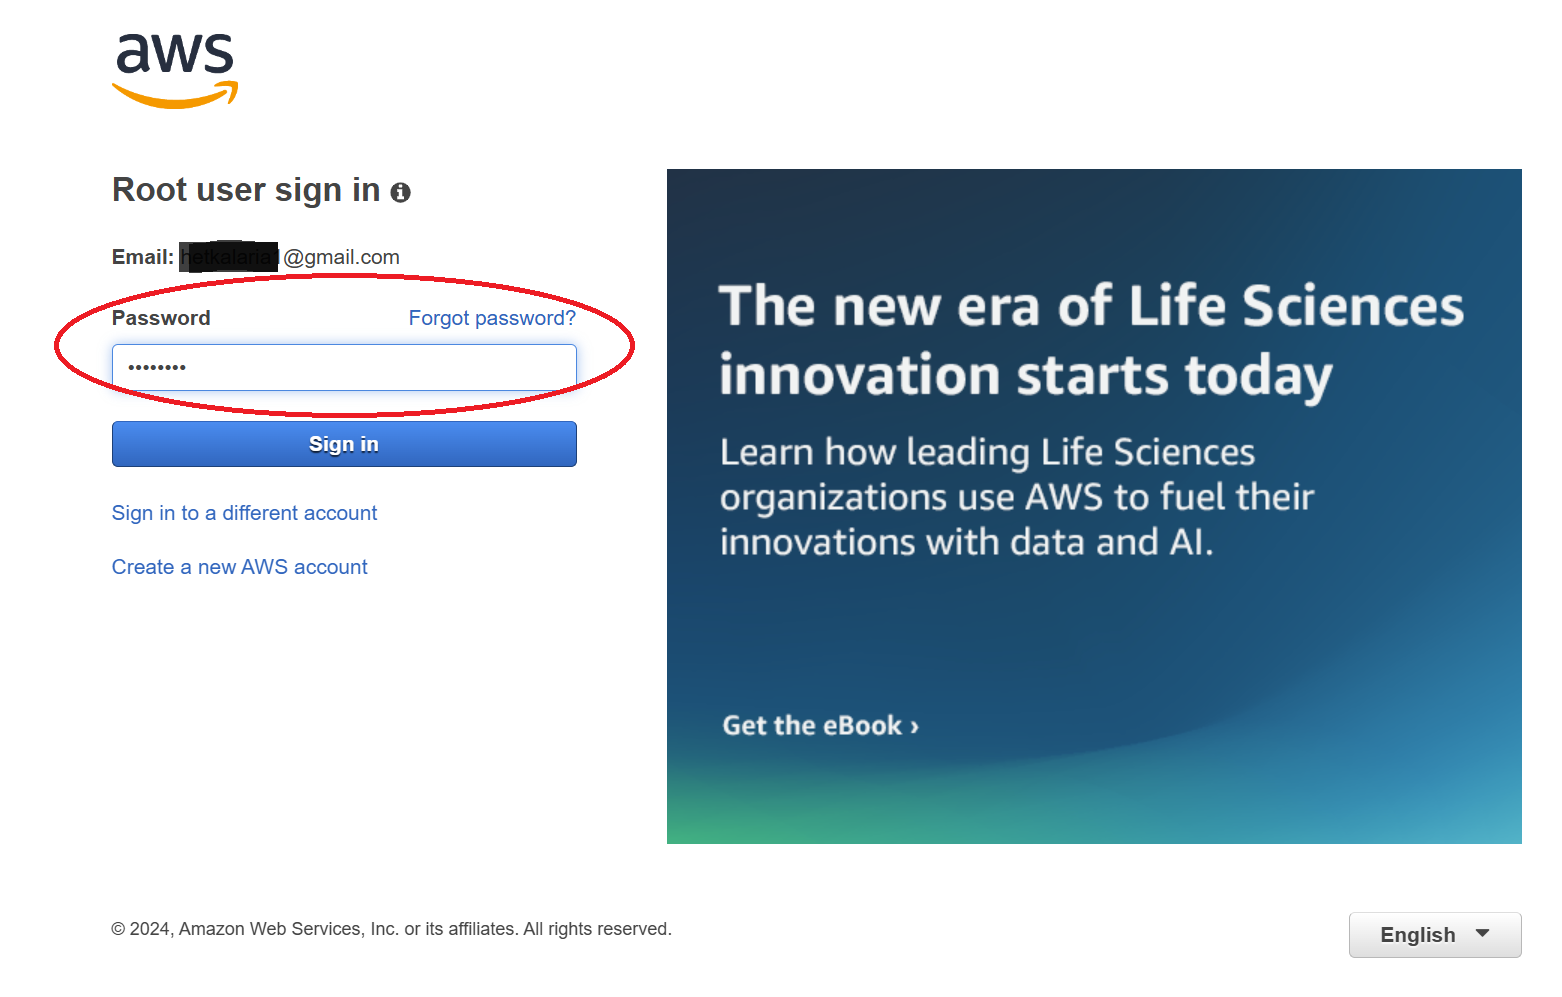 aws
Root user sign in
Email: @gmail.com
Password
Forgot password?
••••••••
Sign in
Sign in to a different account
Create a new AWS account
The new era of Life Sciences
innovation starts today
Learn how leading Life Sciences
organizations use AWS to fuel their
innovations with data and AI.
Get the eBook ›
© 2024, Amazon Web Services, Inc. or its affiliates. All rights reserved.
English